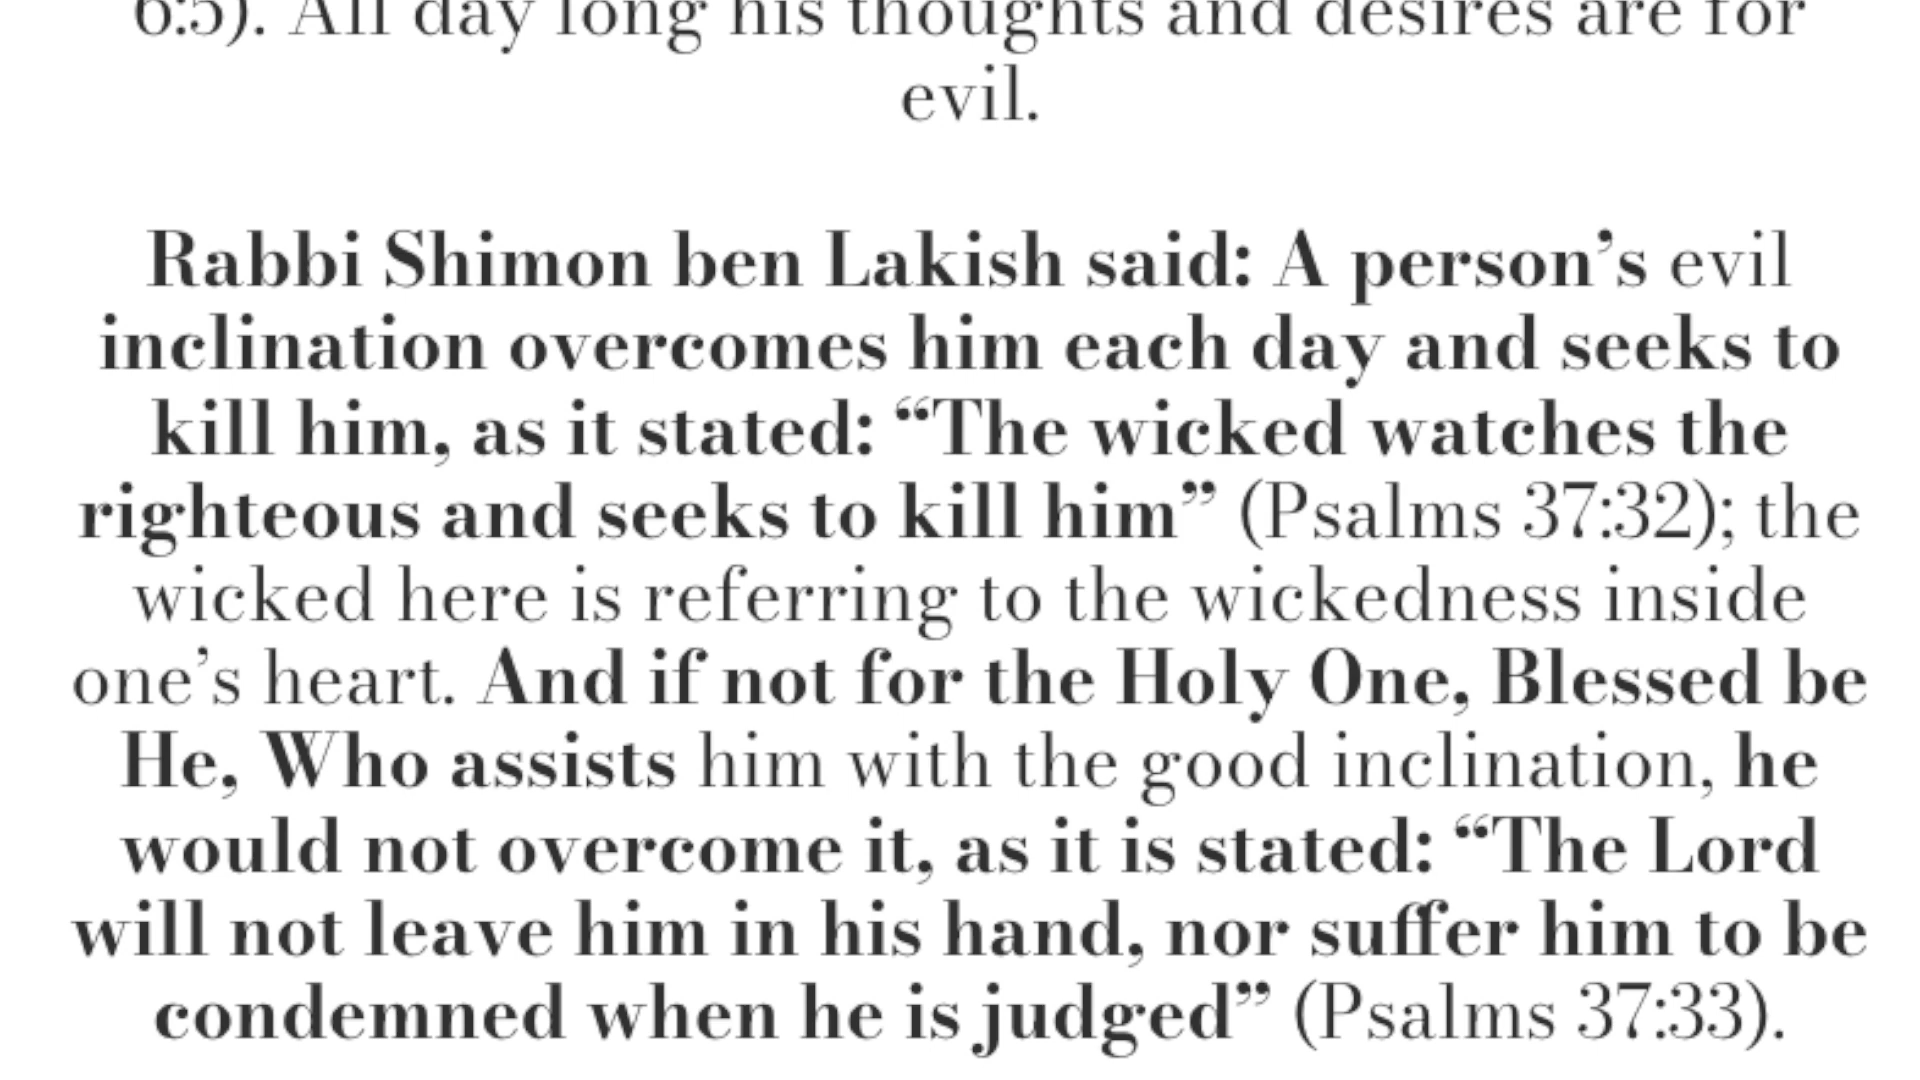 6:5). All day long his thoughts and desires are for
evil.
Rabbi Shimon ben Lakish said: A person’s evil
inclination overcomes him each day and seeks to
kill him, as it stated: “The wicked watches the
righteous and seeks to kill him” (Psalms 37:32); the
wicked here is referring to the wickedness inside
one’s heart. And if not for the Holy One, Blessed be
He, Who assists him with the good inclination, he
would not overcome it, as it is stated: “The Lord
will not leave him in his hand, nor suffer him to be
condemned when he is judged” (Psalms 37:33).